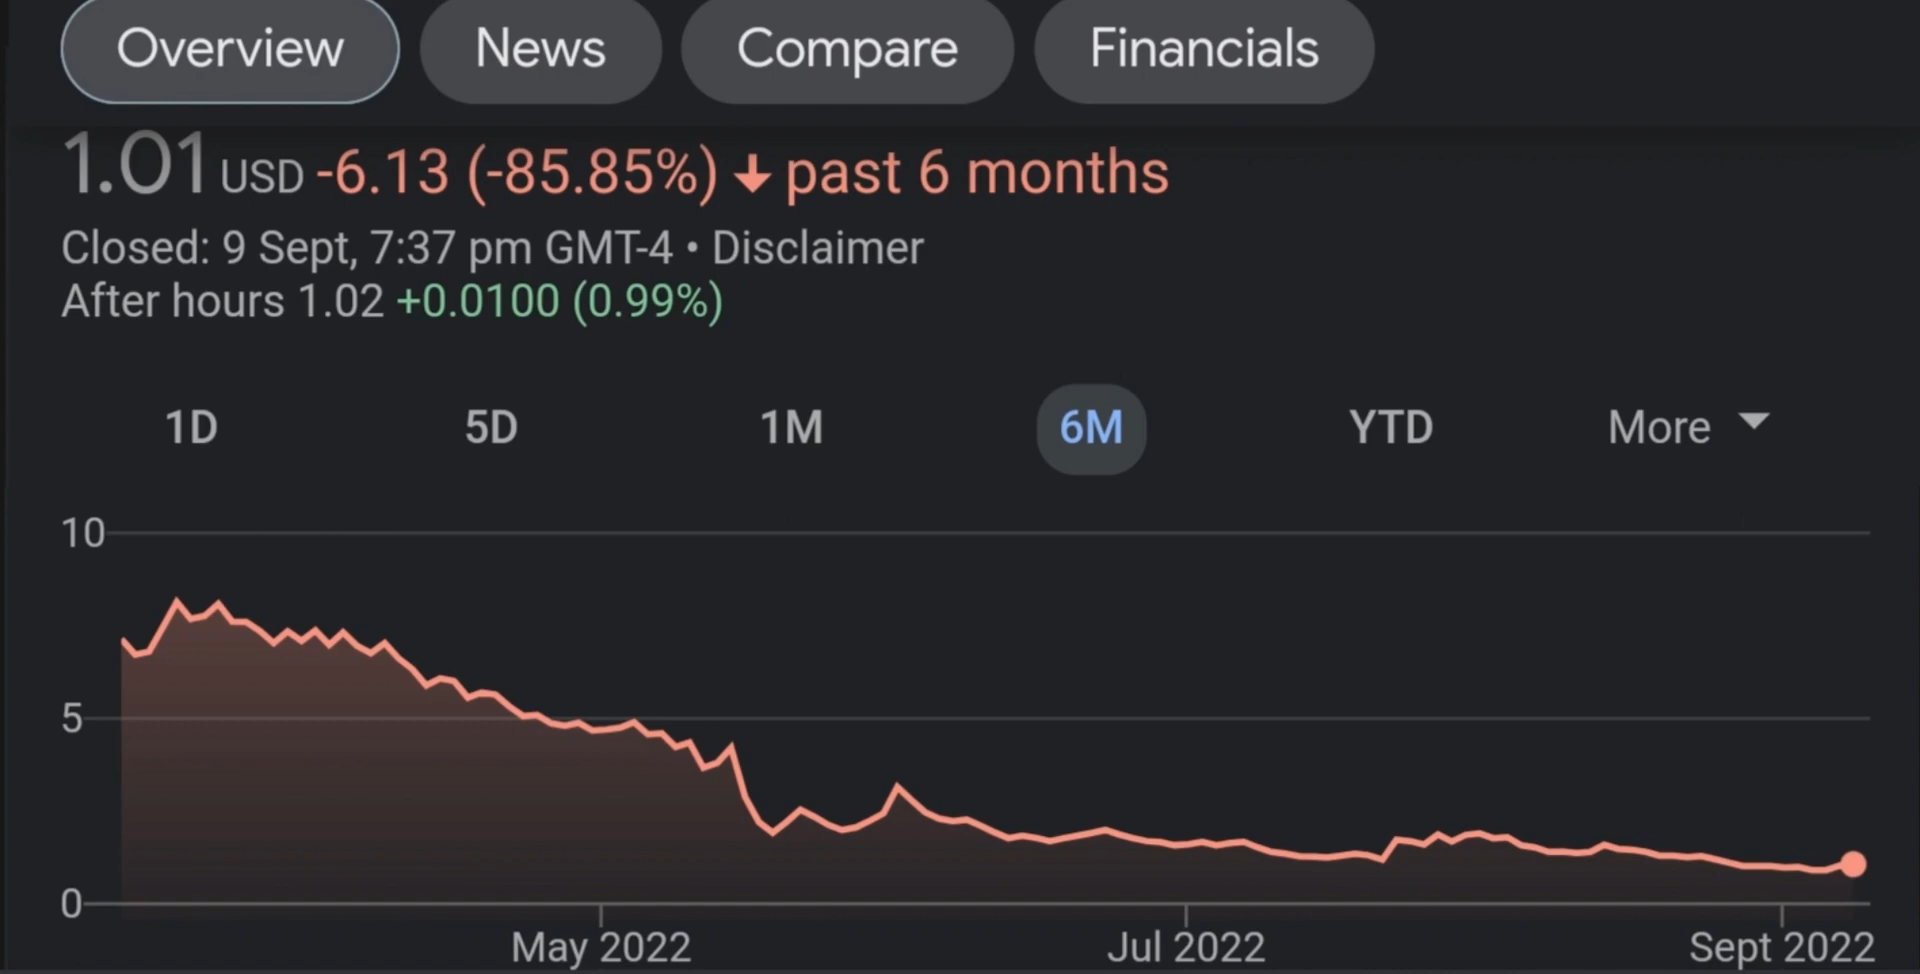 Overview News Compare Financials
1.01 USD -6.13 (-85.85%) ↓ past 6 months
Closed: 9 Sept, 7:37 pm GMT-4 • Disclaimer
After hours 1.02 +0.0100 (0.99%)
1D 5D 1M 6M YTD More
10
5
0
May 2022 Jul 2022 Sept 2022